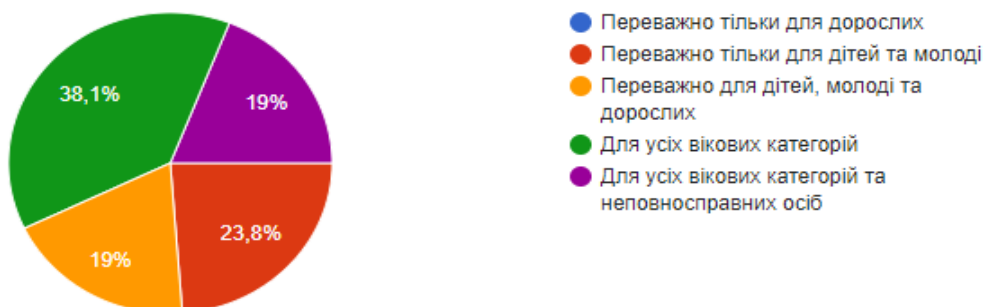 38,1%
19%
19%
23,8%
Переважно тільки для дорослих
Переважно тільки для дітей та молоді
Переважно для дітей, молоді та
дорослих
Для усіх вікових категорій
Для усіх вікових категорій та
неповносправних осіб